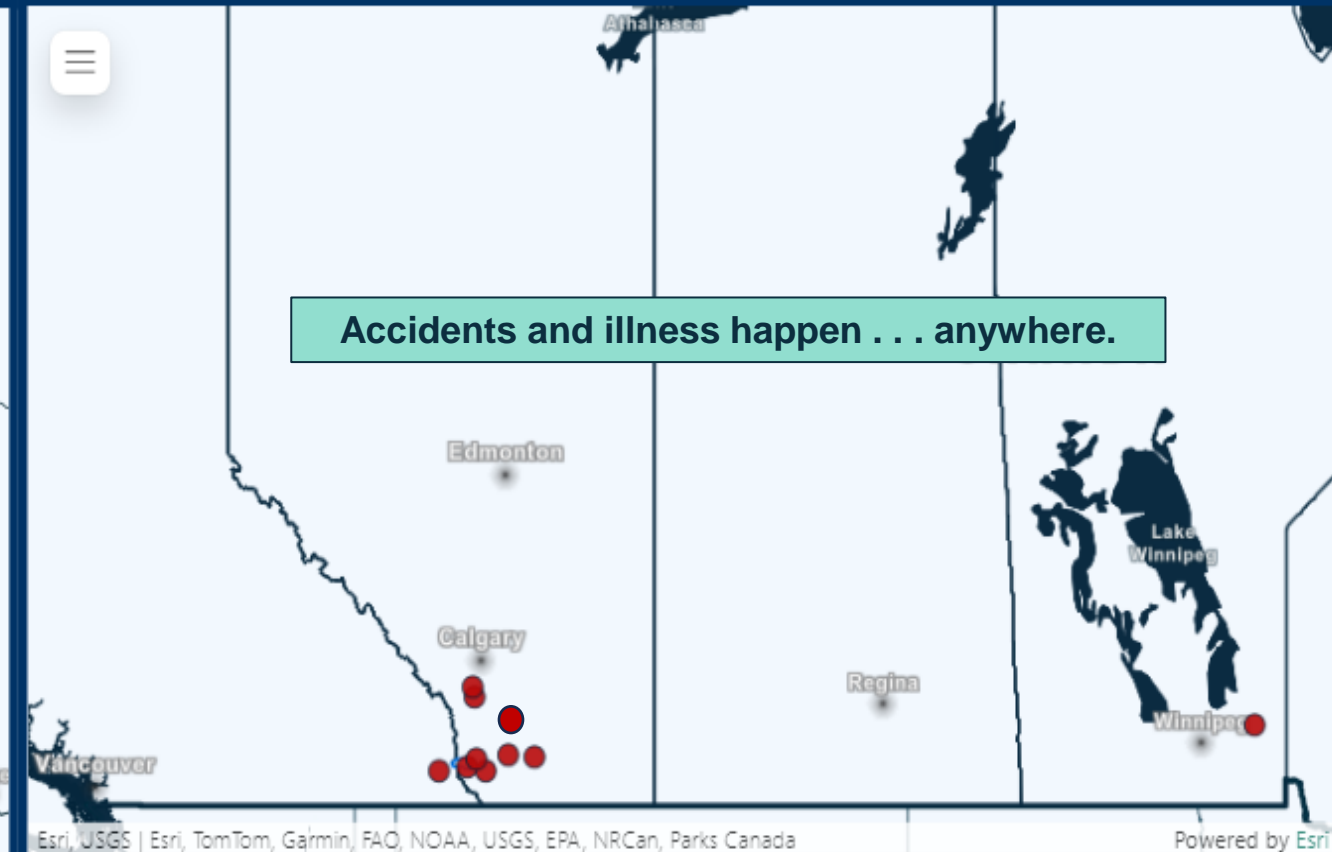 Athabasca
Accidents and illness happen . . . anywhere.
Edmonton
Lake
Winnipeg
Calgary
Regina
Winnipeg
Vancouver
Esri, USGS | Esri, TomTom, Garmin, FAO, NOAA, USGS, EPA, NRCan, Parks Canada
Powered by Esri